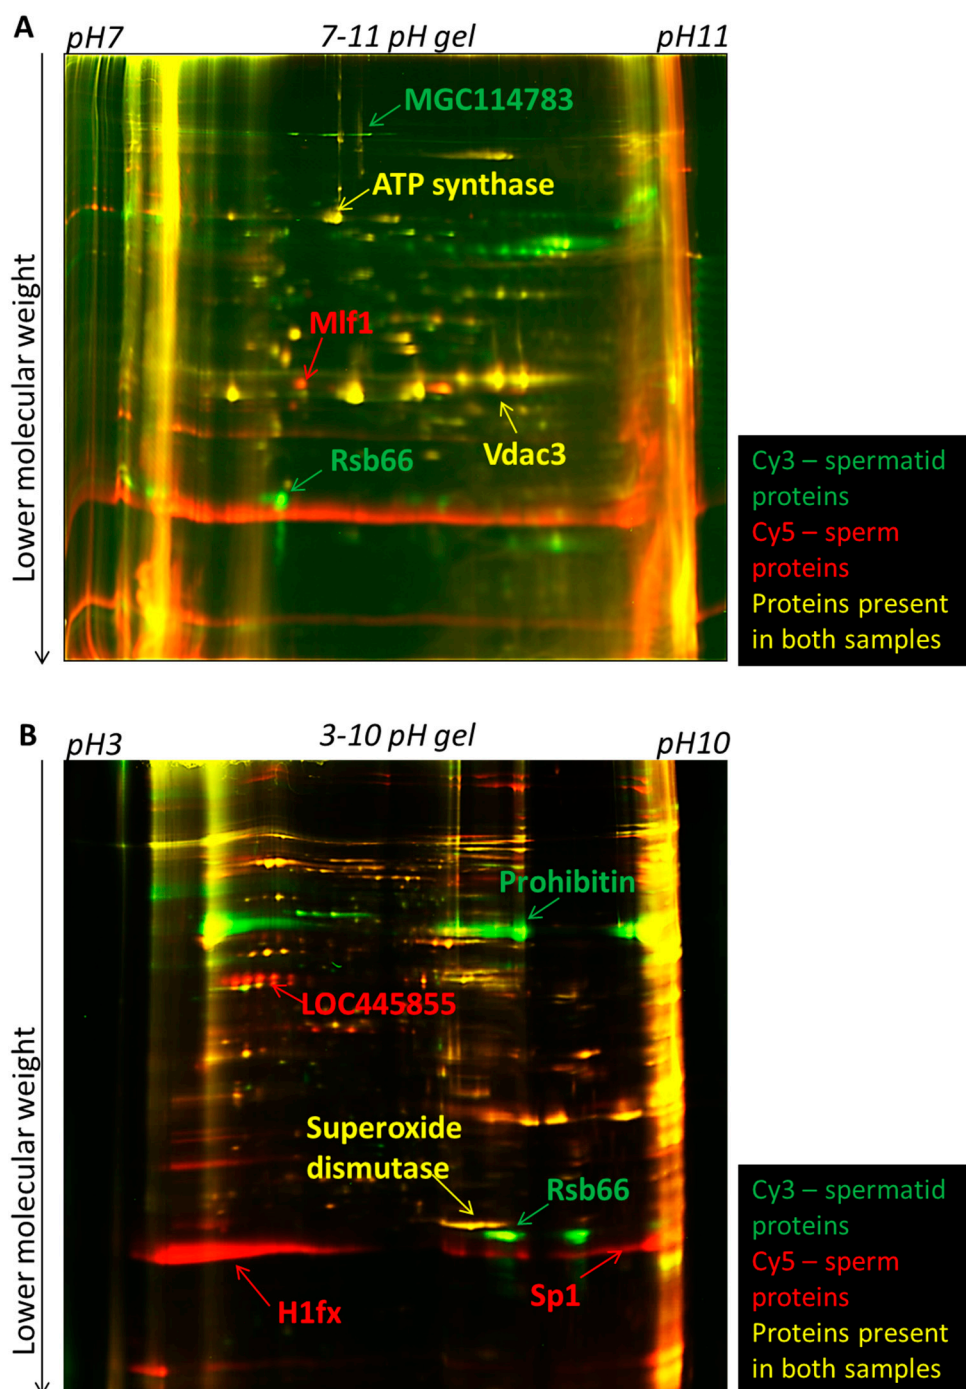 A
pH7
7-11 pH gel
pH11
Lower molecular weight
MGC114783
ATP synthase
Mlf1
Vdac3
Rsb66
Cy3 – spermatid
proteins
Cy5 – sperm
proteins
Proteins present
in both samples
B
pH3
3-10 pH gel
pH10
Lower molecular weight
Prohibitin
LOC445855
Superoxide
dismutase
Rsb66
Sp1
H1fx
Cy3 – spermatid
proteins
Cy5 – sperm
proteins
Proteins present
in both samples